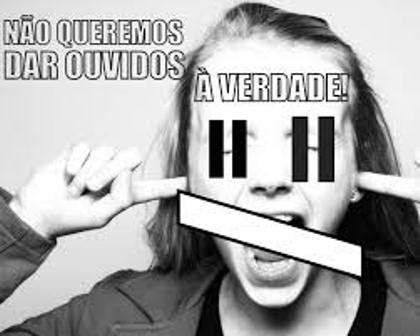 NÃO QUEREMOS
DAR OUVIDOS
À VERDADE!